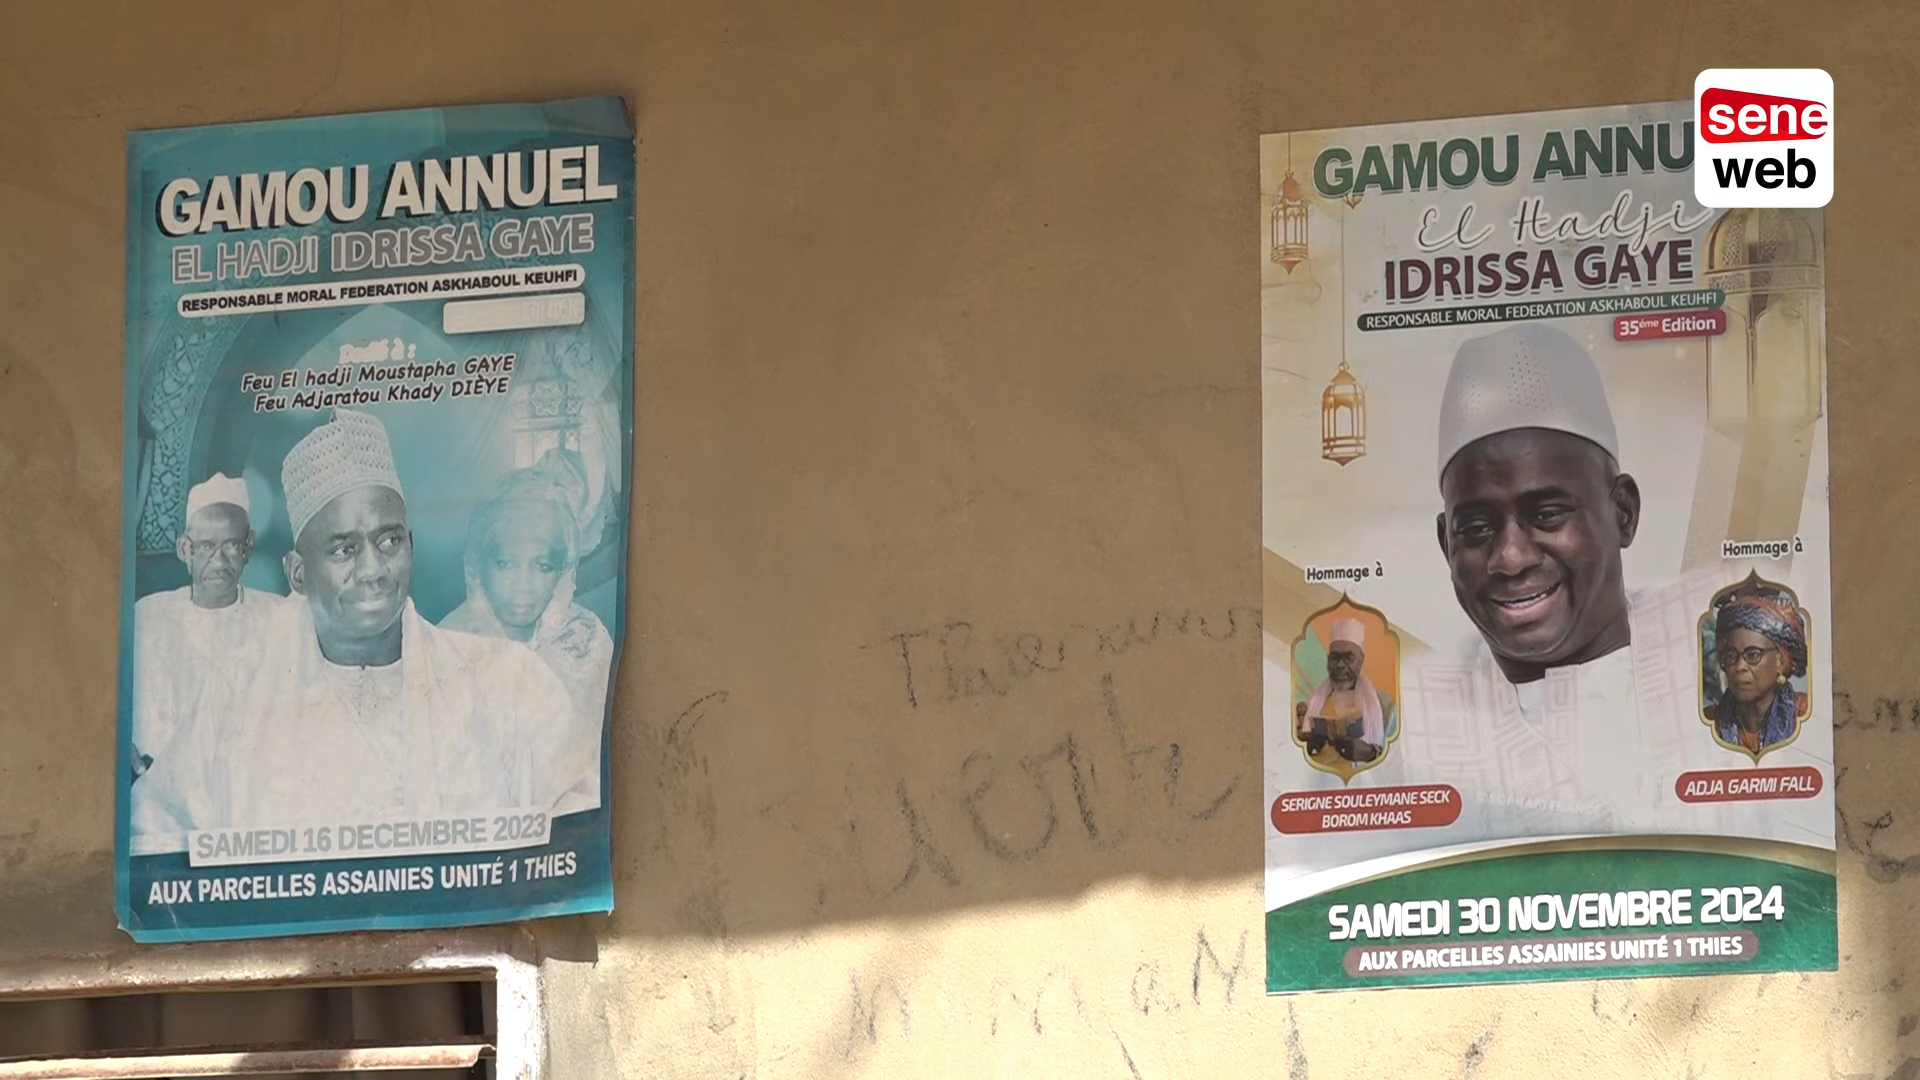 GAMOU ANNUEL
EL HADJI IDRISSA GAYE
RESPONSABLE MORAL FEDERATION ASKHABOUL KEUHFI
Dedié à :
Feu El hadji Moustapha GAYE
Feu Adjaratou Khady DIÈYE
SAMEDI 16 DECEMBRE 2023
AUX PARCELLES ASSAINIES UNITÉ 1 THIES
GAMOU ANNU
El Hadji
IDRISSA GAYE
RESPONSABLE MORAL FEDERATION ASKHABOUL KEUHFI
35ème Edition
Hommage à
Hommage à
SERIGNE SOULEYMANE SECK
BOROM KHAAS
ADJA GARMI FALL
SAMEDI 30 NOVEMBRE 2024
AUX PARCELLES ASSAINIES UNITÉ 1 THIES
sene
web